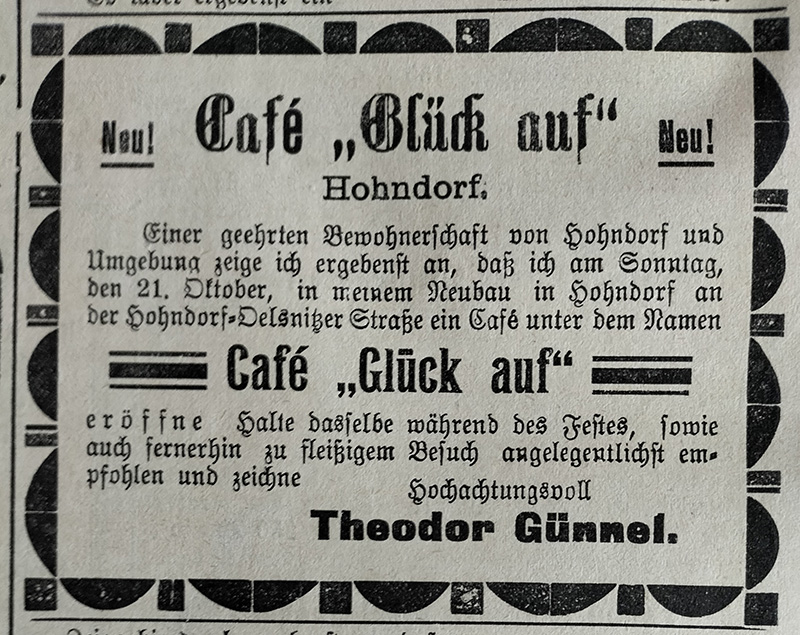 Neu! Café „Glück auf“ Neu!
Hohndorf.
Einer geehrten Bewohnerschaft von Hohndorf und
Umgebung zeige ich ergebenst an, daß ich am Sonntag,
den 21. Oktober, in meinem Neubau in Hohndorf an
der Hohndorf-Oelsnitzer Straße ein Café unter dem Namen
Café „Glück auf“
eröffne Halte dasselbe während des Festes, sowie
auch fernerhin zu fleißigem Besuch angelegentlichst em-
pfohlen und zeichne
Hochachtungsvoll
Theodor Günnel.